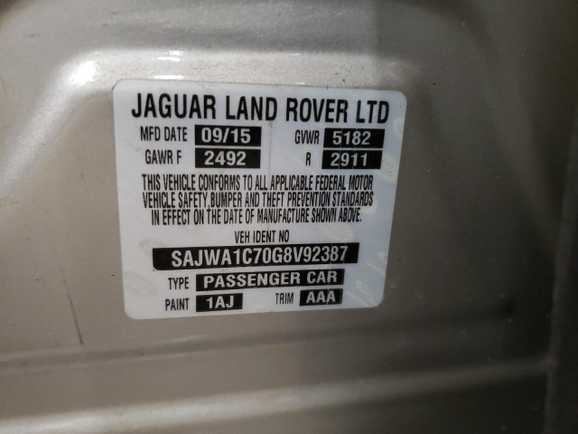 JAGUAR LAND ROVER LTD
MFD DATE 09/15 GVWR 5182
GAWR F 2492 R 2911
THIS VEHICLE CONFORMS TO ALL APPLICABLE FEDERAL MOTOR
VEHICLE SAFETY, BUMPER AND THEFT PREVENTION STANDARDS
IN EFFECT ON THE DATE OF MANUFACTURE SHOWN ABOVE.
VEH IDENT NO
SAJWA1C70G8V92387
TYPE PASSENGER CAR
PAINT 1AJ TRIM AAA